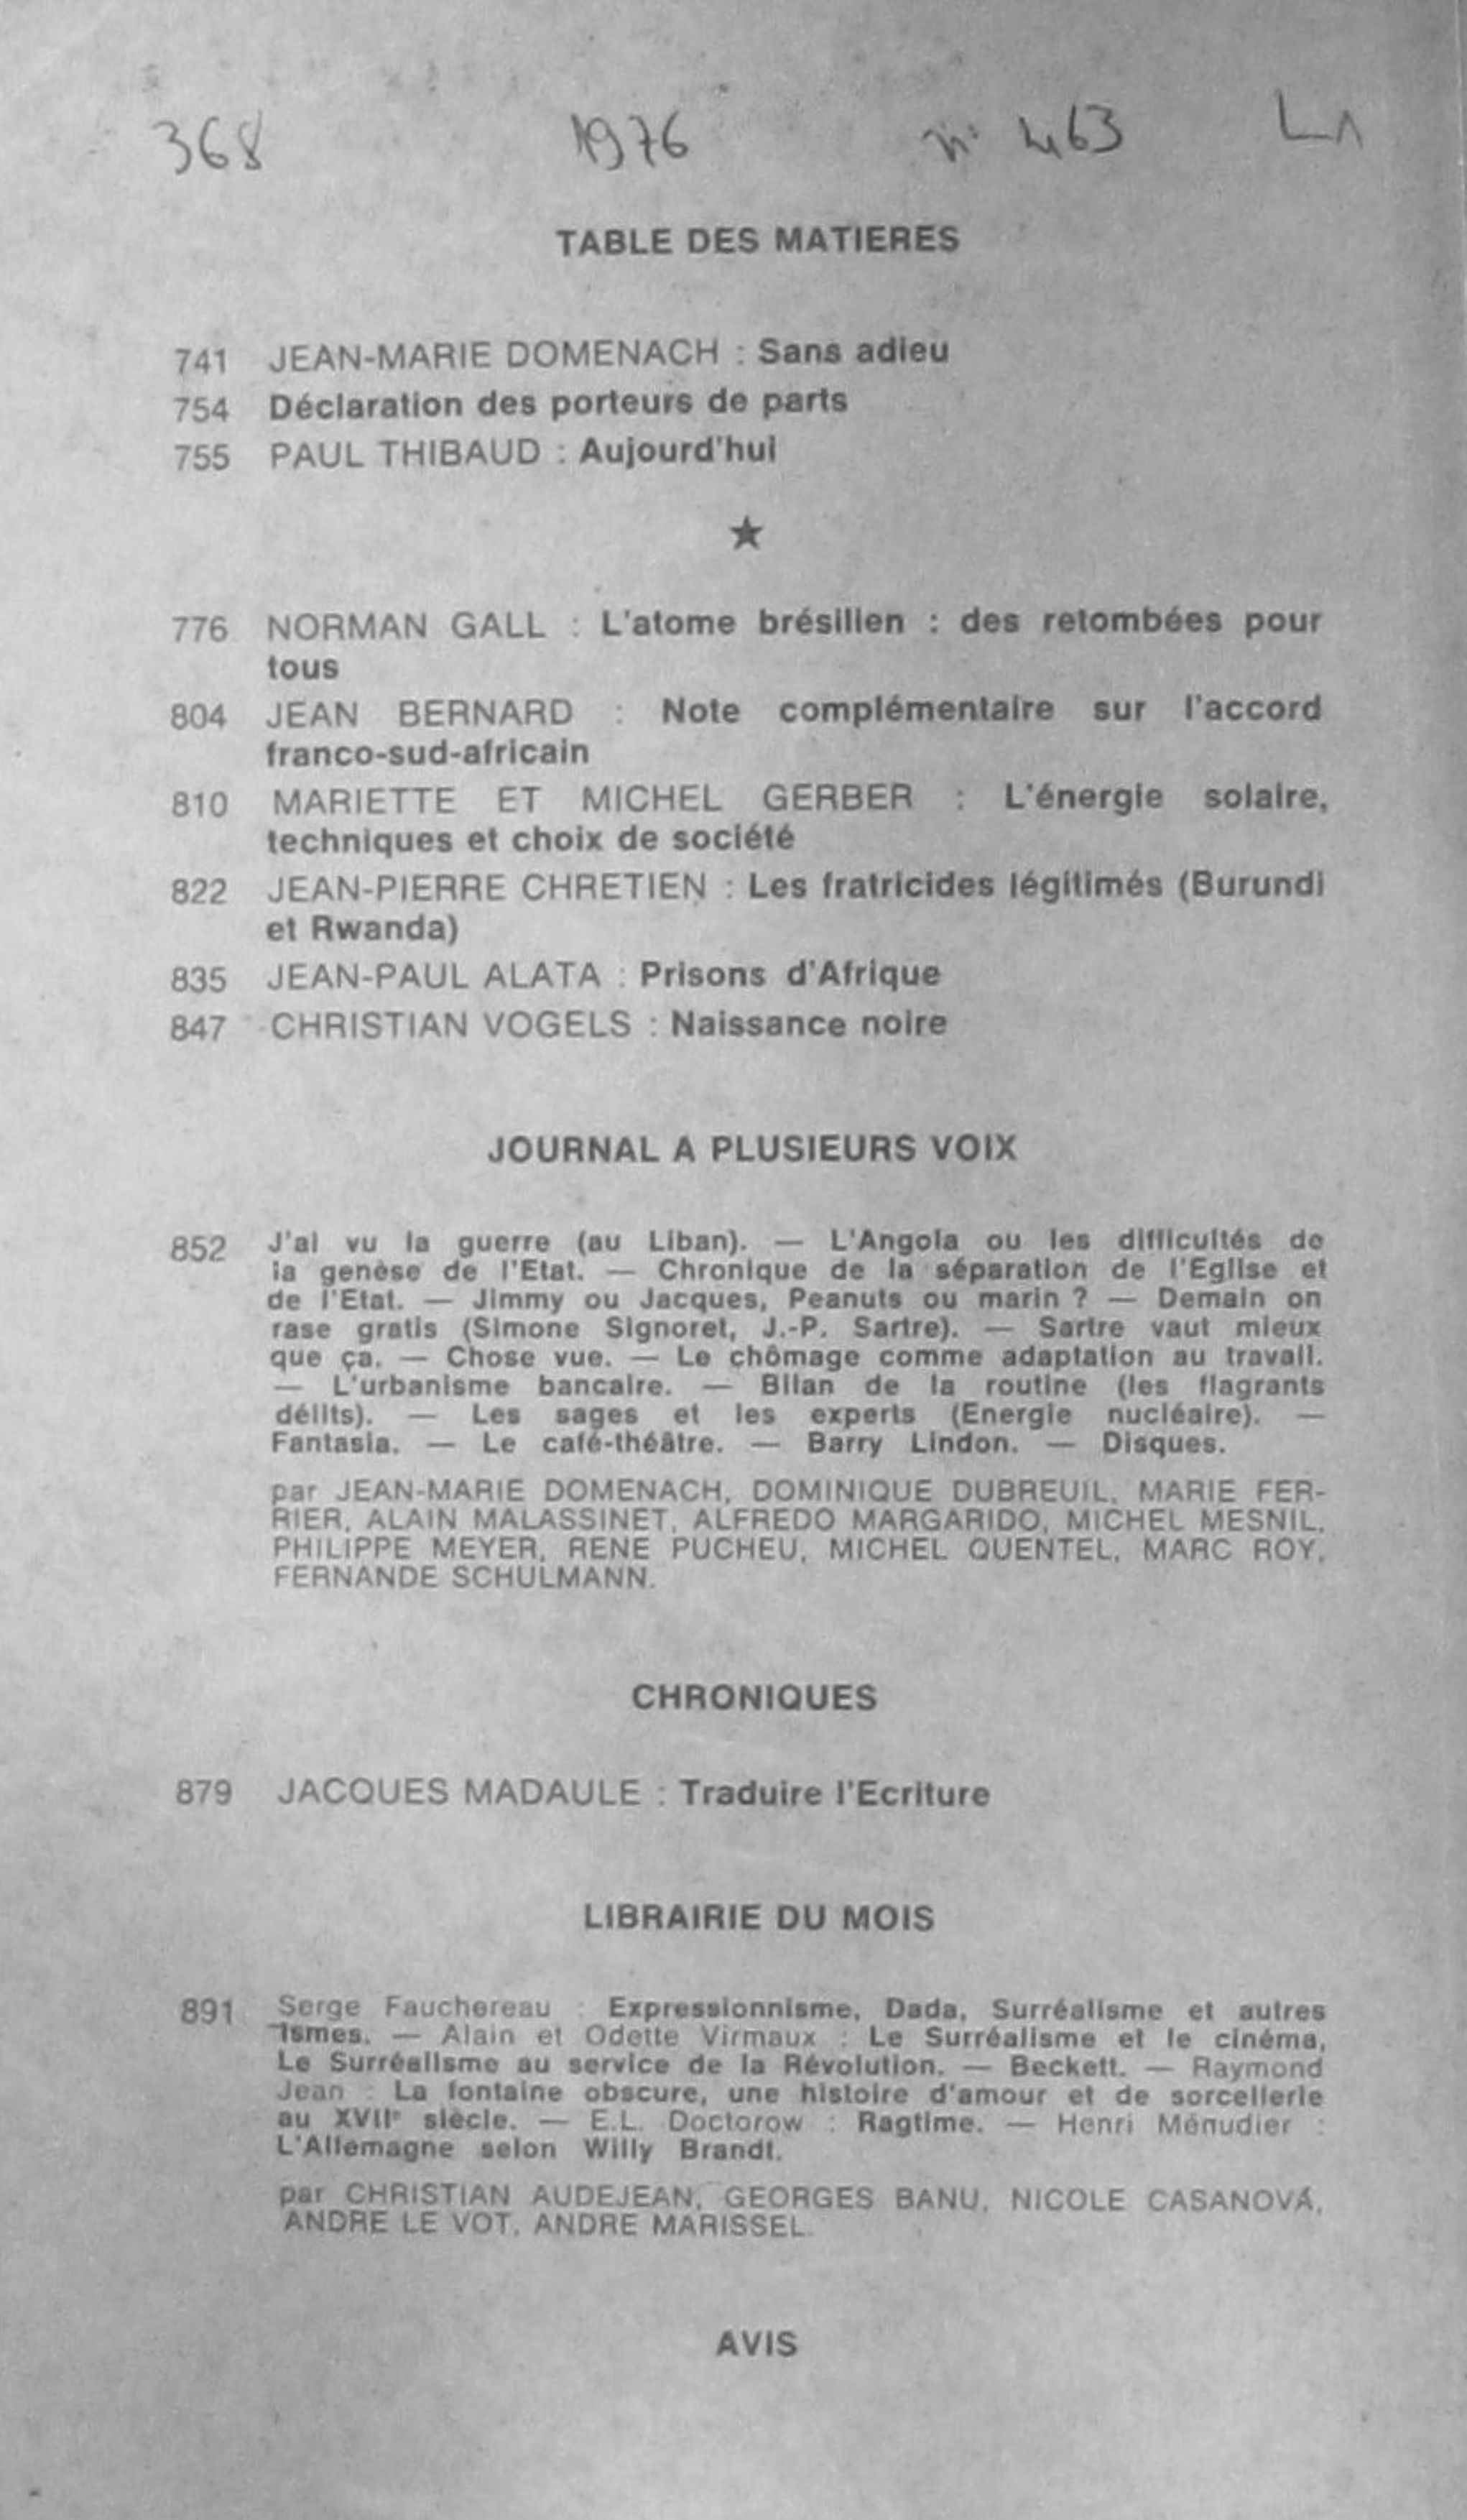 368 1976 n° 463 L1
TABLE DES MATIERES
741 JEAN-MARIE DOMENACH : Sans adieu
754 Déclaration des porteurs de parts
755 PAUL THIBAUD : Aujourd'hui
★
776 NORMAN GALL : L'atome brésilien : des retombées pour
tous
804 JEAN BERNARD : Note complémentaire sur l'accord
franco-sud-africain
810 MARIETTE ET MICHEL GERBER : L'énergie solaire,
techniques et choix de société
822 JEAN-PIERRE CHRETIEN : Les fratricides légitimés (Burundi
et Rwanda)
835 JEAN-PAUL ALATA : Prisons d'Afrique
847 CHRISTIAN VOGELS : Naissance noire
JOURNAL A PLUSIEURS VOIX
852 J'ai vu la guerre (au Liban). — L'Angola ou les difficultés de
la genèse de l'Etat. — Chronique de la séparation de l'Eglise et
de l'Etat. — Jimmy ou Jacques, Peanuts ou marin ? — Demain on
rase gratis (Simone Signoret, J.-P. Sartre). — Sartre vaut mieux
que ça. — Chose vue. — Le chômage comme adaptation au travail.
— L'urbanisme bancaire. — Bilan de la routine (les flagrants
délits). — Les sages et les experts (Energie nucléaire). —
Fantasia. — Le café-théâtre. — Barry Lindon. — Disques.
par JEAN-MARIE DOMENACH, DOMINIQUE DUBREUIL, MARIE FER-
RIER, ALAIN MALASSINET, ALFREDO MARGARIDO, MICHEL MESNIL,
PHILIPPE MEYER, RENE PUCHEU, MICHEL QUENTEL, MARC ROY,
FERNANDE SCHULMANN.
CHRONIQUES
879 JACQUES MADAULE : Traduire l'Ecriture
LIBRAIRIE DU MOIS
891 Serge Fauchereau : Expressionnisme, Dada, Surréalisme et autres
ismes. — Alain et Odette Virmaux : Le Surréalisme et le cinéma,
Le Surréalisme au service de la Révolution. — Beckett. — Raymond
Jean : La fontaine obscure, une histoire d'amour et de sorcellerie
au XVIIe siècle. — E.L. Doctorow : Ragtime. — Henri Ménudier :
L'Allemagne selon Willy Brandt.
par CHRISTIAN AUDEJEAN, GEORGES BANU, NICOLE CASANOVA,
ANDRE LE VOT, ANDRE MARISSEL.
AVIS